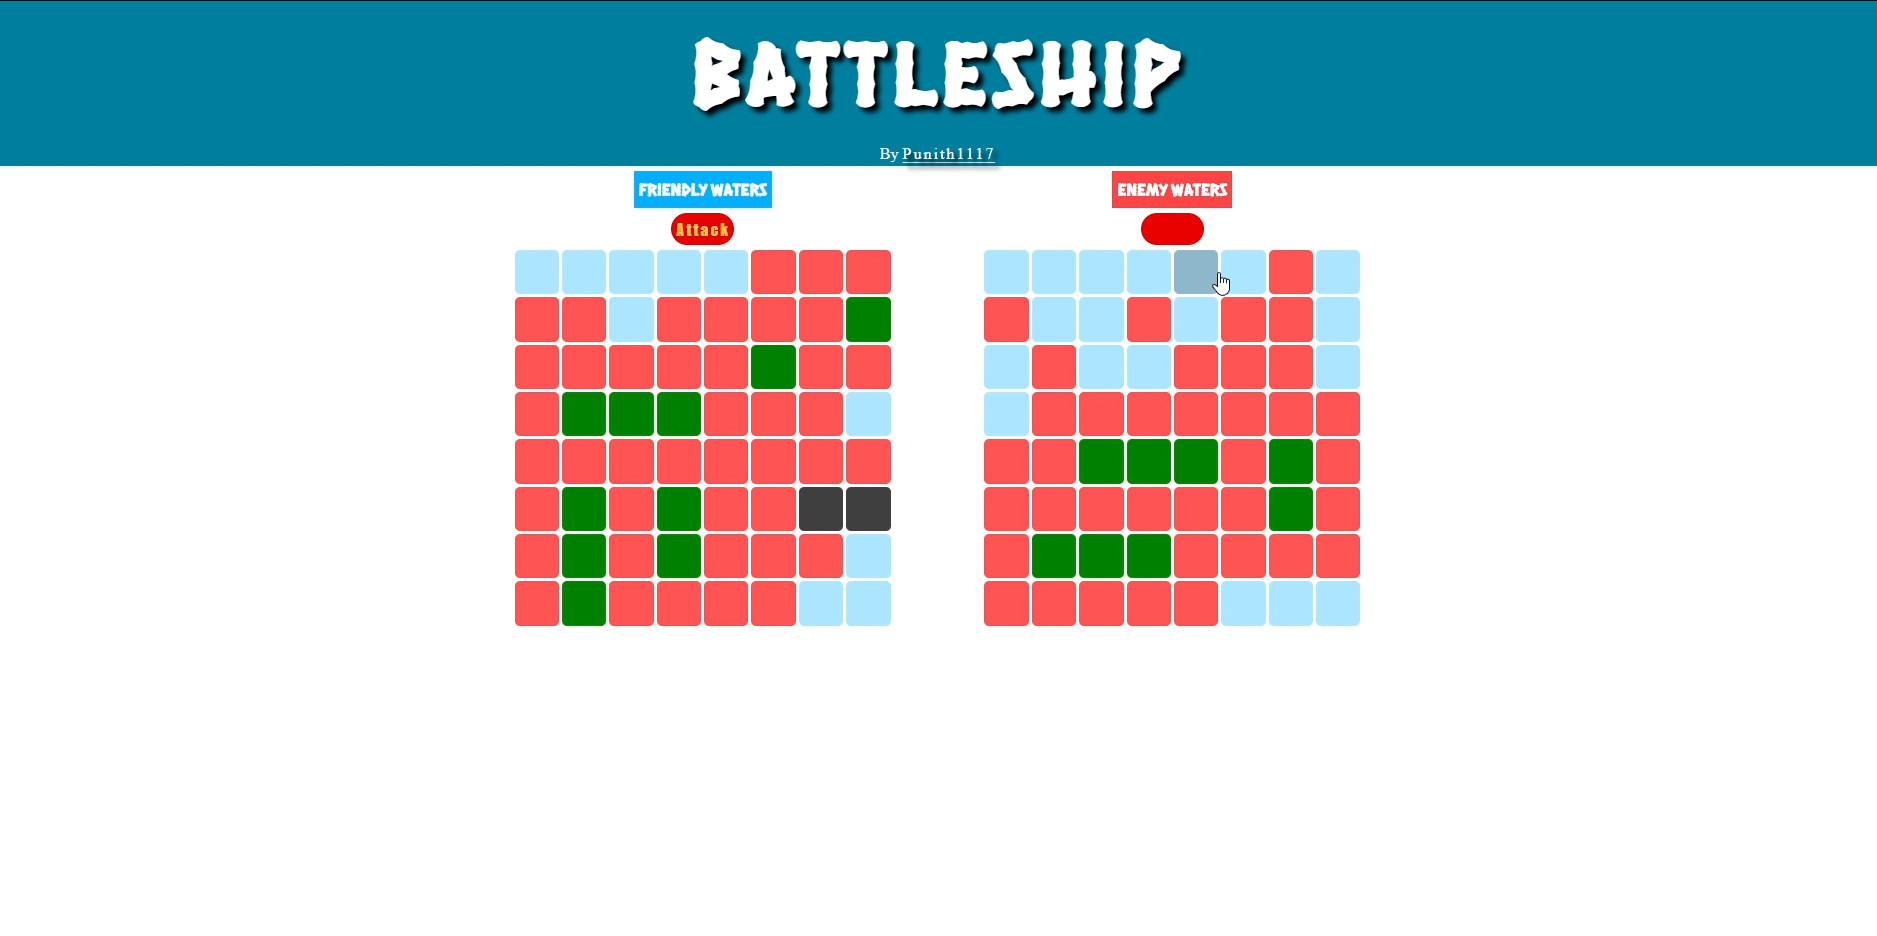 BATTLESHIP
By Punith1117
FRIENDLY WATERS
ENEMY WATERS
Attack